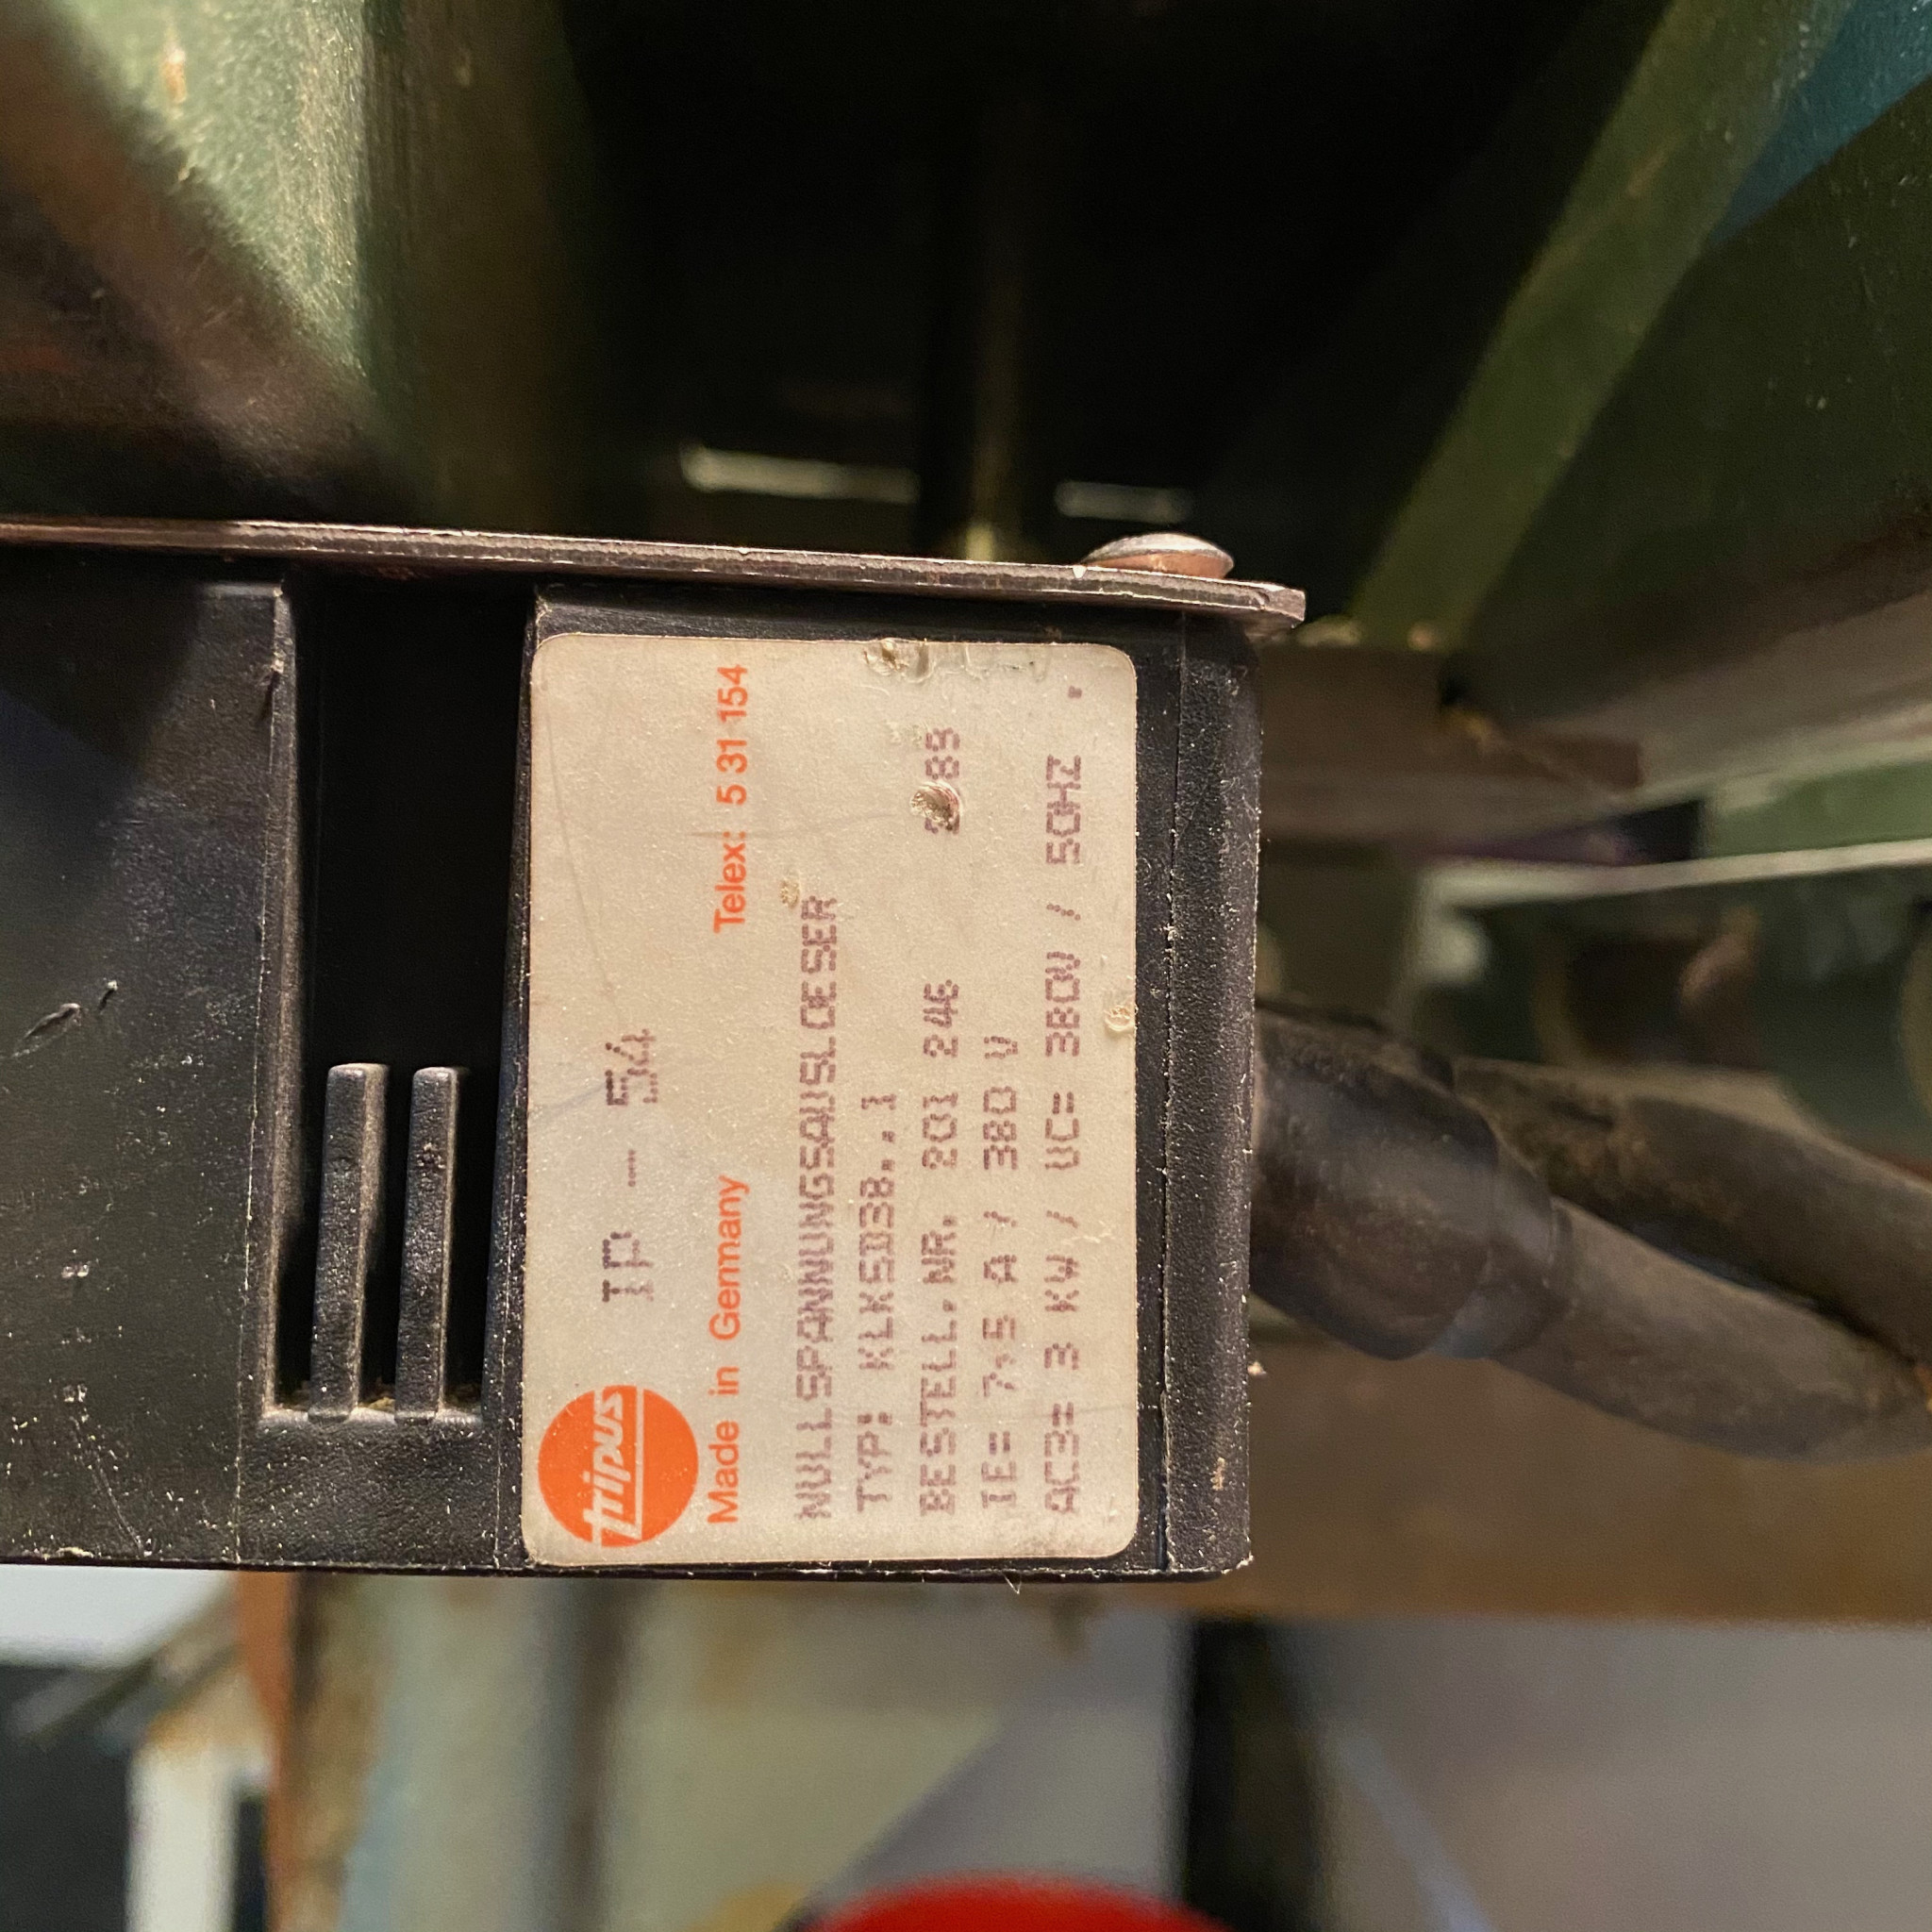 tripus IP - 54
Made in Germany Telex: 5 31 154
NULLSPANNUNGSAUSLOESER
TYP: KLKSD38..1
BESTELL.NR. 201 246
IE= 7,5 A / 380 V
AC3= 3 KW / UC= 380V / 50HZ .